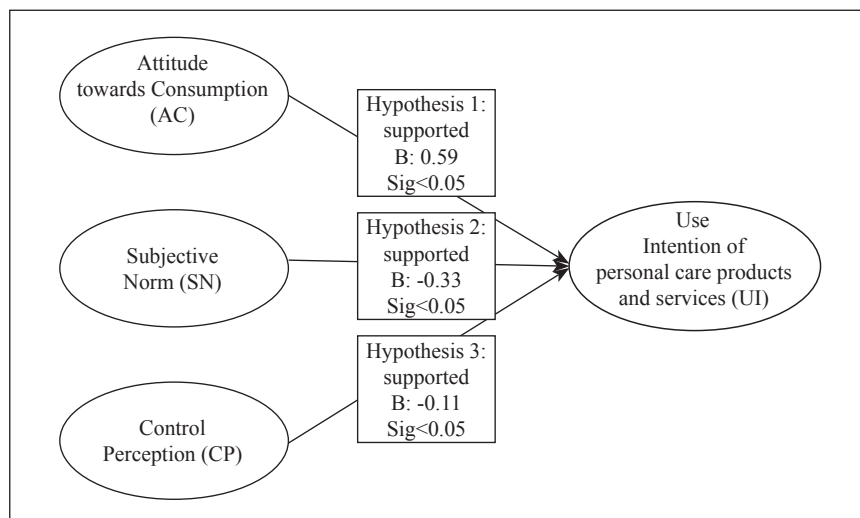 Attitude
towards Consumption
(AC)
Hypothesis 1:
supported
B: 0.59
Sig<0.05
Subjective
Norm (SN)
Hypothesis 2:
supported
B: -0.33
Sig<0.05
Use
Intention of
personal care products
and services (UI)
Hypothesis 3:
supported
B: -0.11
Sig<0.05
Control
Perception (CP)